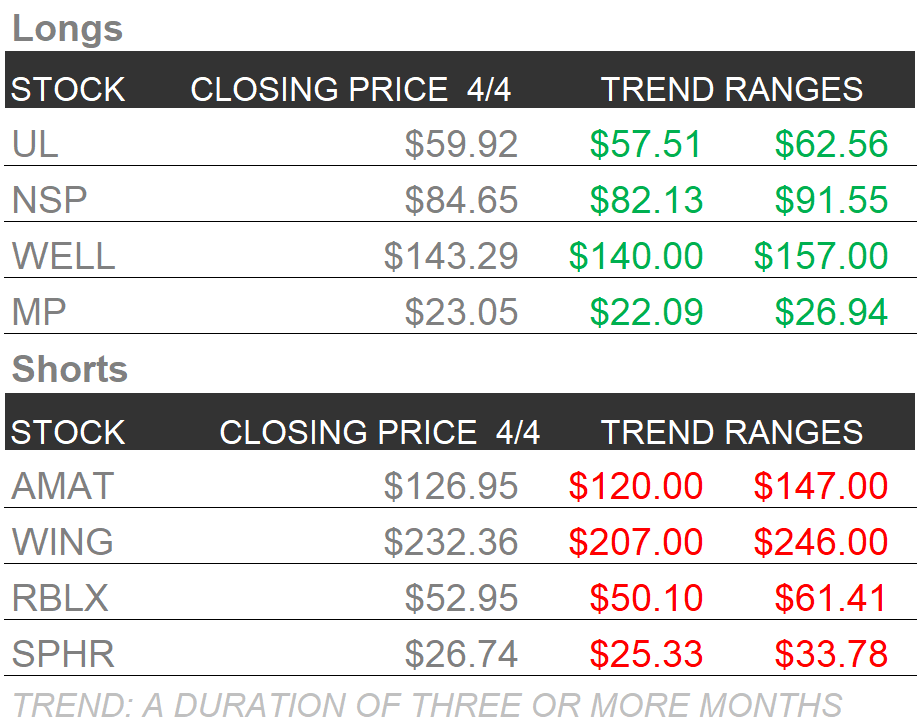 Longs
STOCK CLOSING PRICE 4/4 TREND RANGES
UL $59.92 $57.51 $62.56
NSP $84.65 $82.13 $91.55
WELL $143.29 $140.00 $157.00
MP $23.05 $22.09 $26.94
Shorts
STOCK CLOSING PRICE 4/4 TREND RANGES
AMAT $126.95 $120.00 $147.00
WING $232.36 $207.00 $246.00
RBLX $52.95 $50.10 $61.41
SPHR $26.74 $25.33 $33.78
TREND: A DURATION OF THREE OR MORE MONTHS